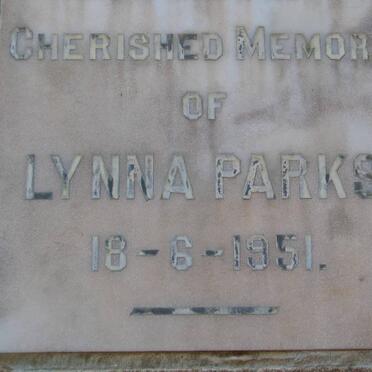 CHERISHED MEMOR
OF
LYNNA PARKS
18-6-1951.